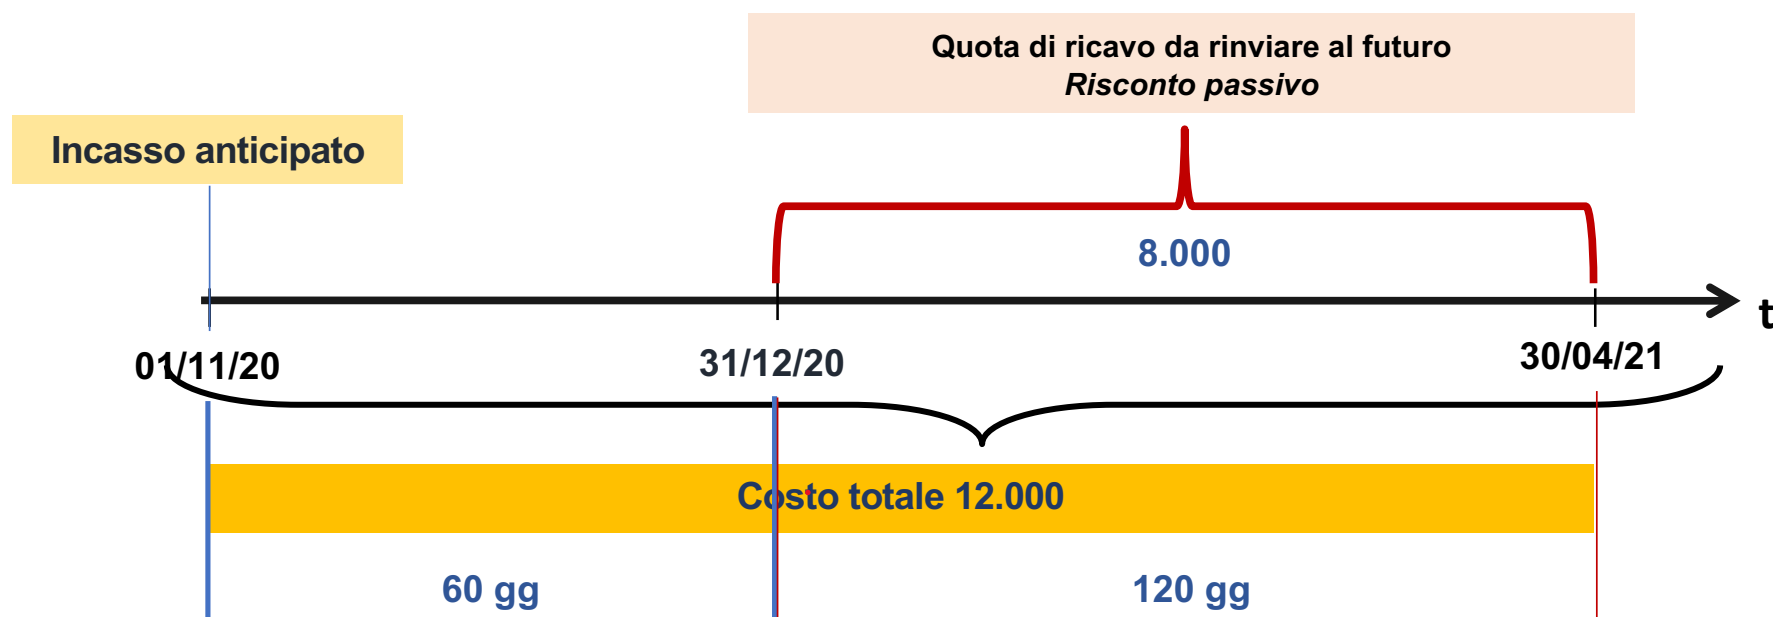 Quota di ricavo da rinviare al futuro
Risconto passivo
Incasso anticipato
8.000
t
01/11/20
31/12/20
30/04/21
Costo totale 12.000
60 gg
120 gg